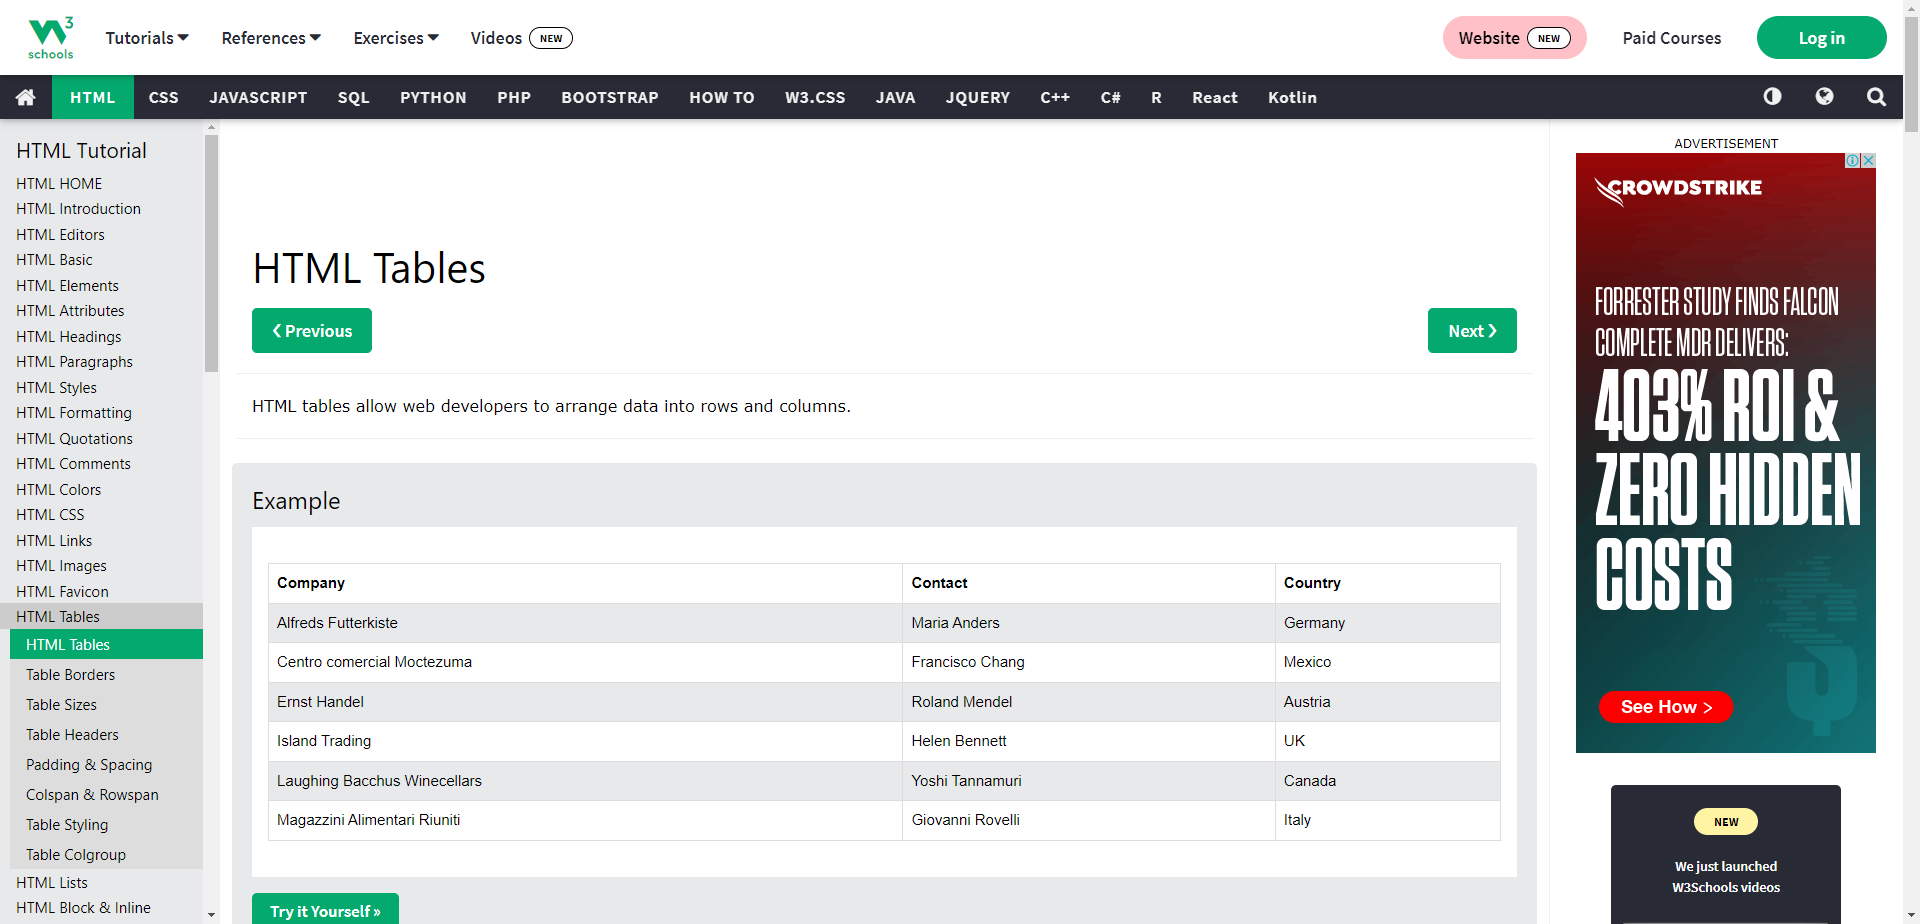 W3
schools
Tutorials
References
Exercises
Videos NEW
Website NEW
Paid Courses
Log in
HTML
CSS
JAVASCRIPT
SQL
PYTHON
PHP
BOOTSTRAP
HOW TO
W3.CSS
JAVA
JQUERY
C++
C#
R
React
Kotlin
HTML Tutorial
HTML HOME
HTML Introduction
HTML Editors
HTML Basic
HTML Elements
HTML Attributes
HTML Headings
HTML Paragraphs
HTML Styles
HTML Formatting
HTML Quotations
HTML Comments
HTML Colors
HTML CSS
HTML Links
HTML Images
HTML Favicon
HTML Tables
HTML Tables
Table Borders
Table Sizes
Table Headers
Padding & Spacing
Colspan & Rowspan
Table Styling
Table Colgroup
HTML Lists
HTML Block & Inline
HTML Tables
❮ Previous
Next ❯
HTML tables allow web developers to arrange data into rows and columns.
Example
Company Contact Country
Alfreds Futterkiste Maria Anders Germany
Centro comercial Moctezuma Francisco Chang Mexico
Ernst Handel Roland Mendel Austria
Island Trading Helen Bennett UK
Laughing Bacchus Winecellars Yoshi Tannamuri Canada
Magazzini Alimentari Riuniti Giovanni Rovelli Italy
Try it Yourself »
ADVERTISEMENT
CROWDSTRIKE
FORRESTER STUDY FINDS FALCON
COMPLETE MDR DELIVERS:
403% ROI &
ZERO HIDDEN
COSTS
See How >
NEW
We just launched
W3Schools videos